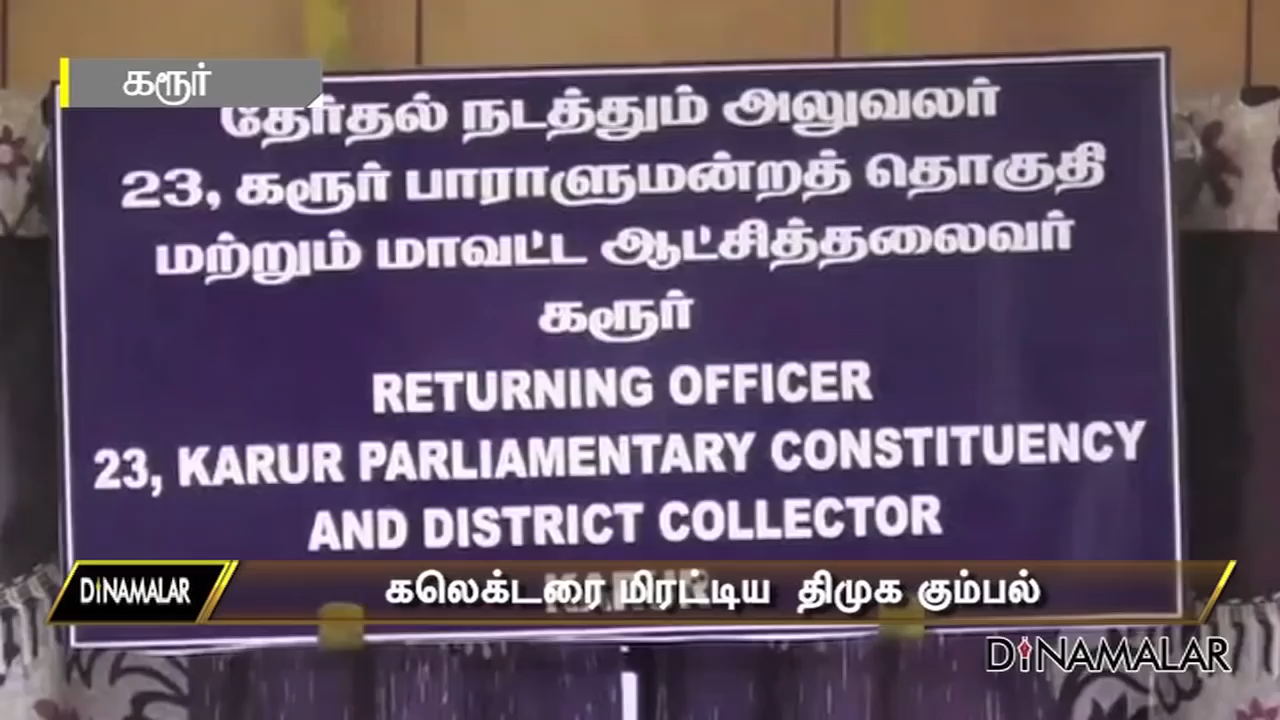 கரூர்
தேர்தல் நடத்தும் அலுவலர்
23, கரூர் பாராளுமன்றத் தொகுதி
மற்றும் மாவட்ட ஆட்சித்தலைவர்
கரூர்
RETURNING OFFICER
23, KARUR PARLIAMENTARY CONSTITUENCY
AND DISTRICT COLLECTOR
KARUR
DINAMALAR கலெக்டரை மிரட்டிய திமுக கும்பல்
DINAMALAR